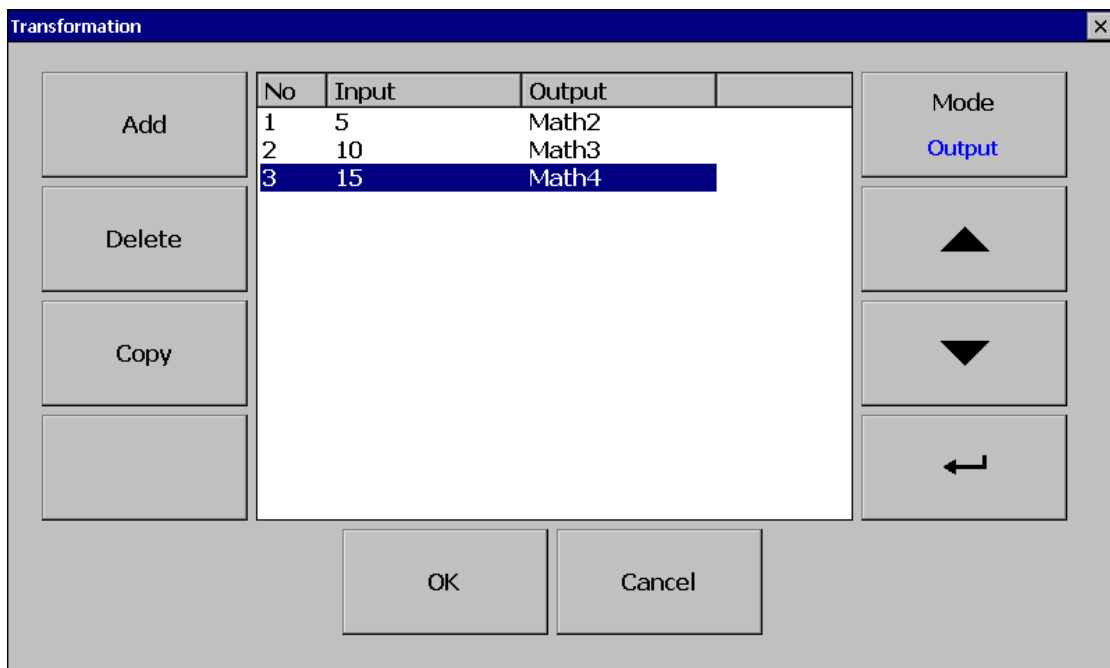 Transformation
Add
Delete
Copy
No Input Output
1 5 Math2
2 10 Math3
3 15 Math4
Mode
Output
OK
Cancel